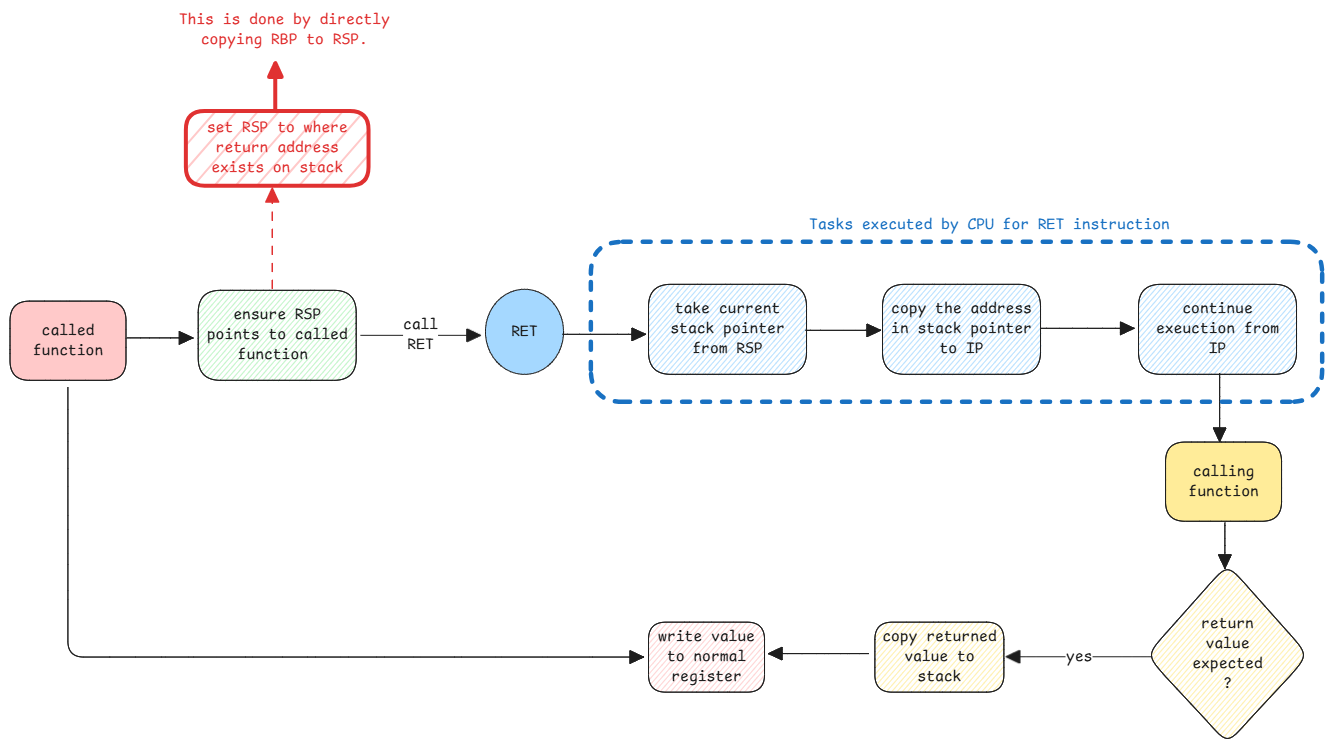 This is done by directly
copying RBP to RSP.
set RSP to where
return address
exists on stack
Tasks executed by CPU for RET instruction
called
function
ensure RSP
points to called
function
call
RET
RET
take current
stack pointer
from RSP
copy the address
in stack pointer
to IP
continue
exeuction from
IP
calling
function
return
value
expected
?
yes
copy returned
value to
stack
write value
to normal
register